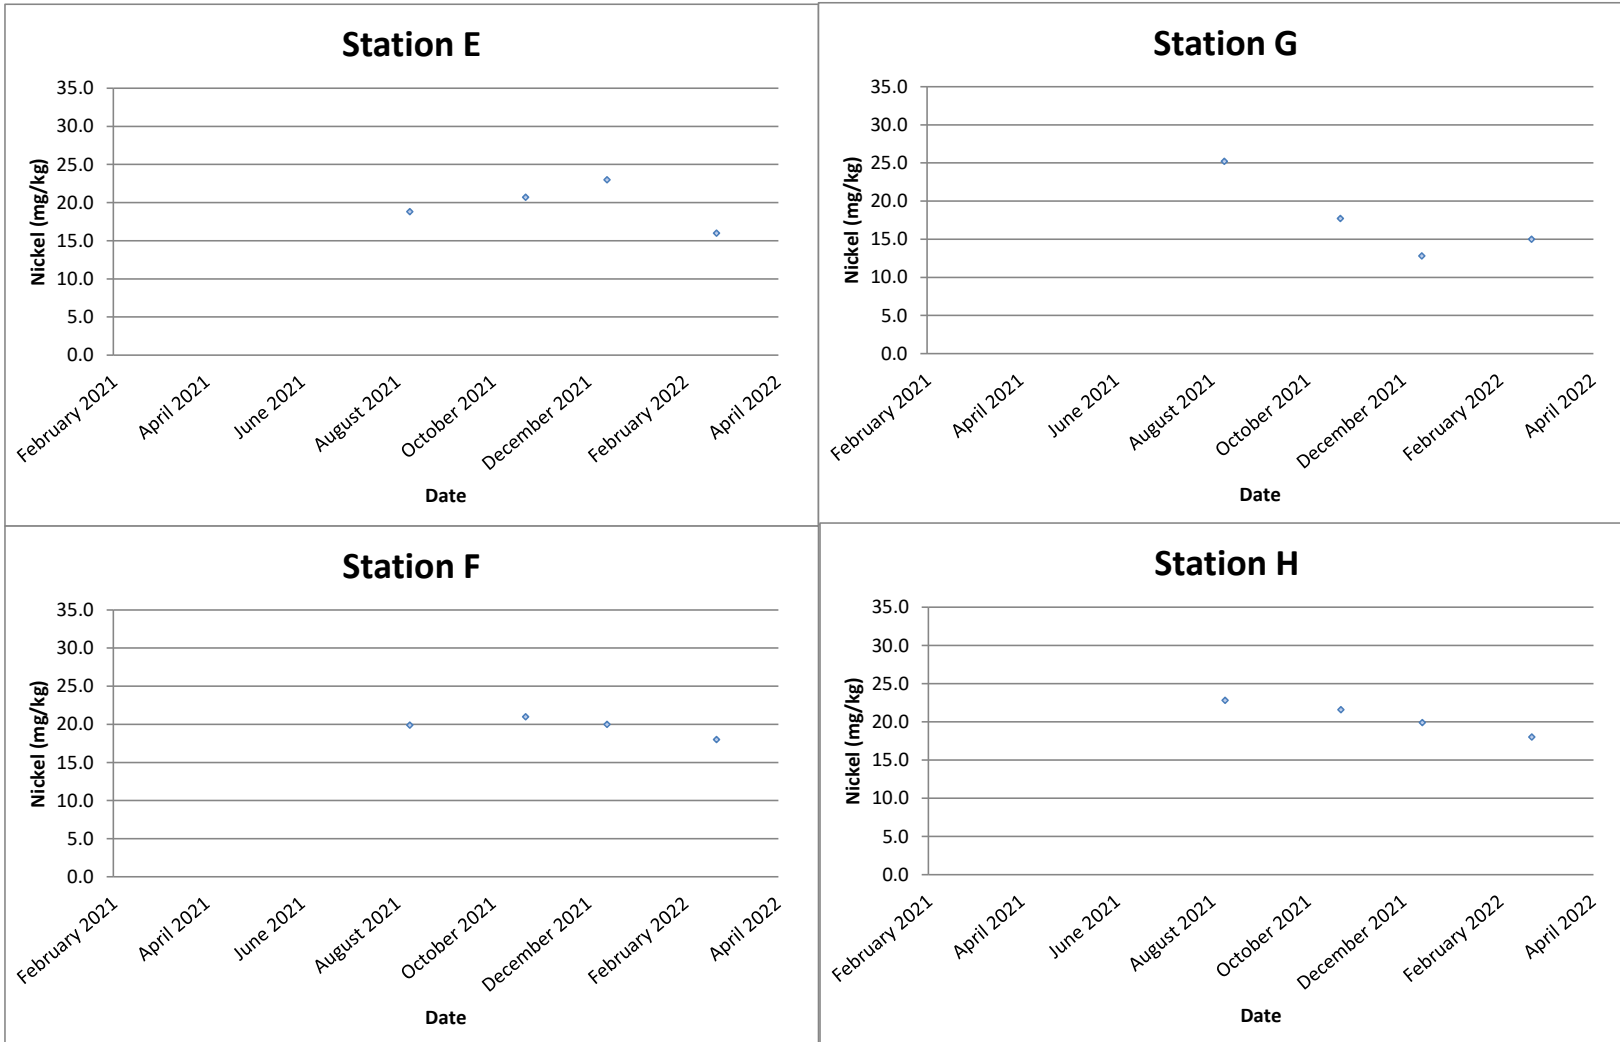 Station E
35.0
30.0
25.0
20.0
15.0
10.0
5.0
0.0
Nickel (mg/kg)
February 2021
April 2021
June 2021
August 2021
October 2021
December 2021
February 2022
April 2022
Date
Station G
35.0
30.0
25.0
20.0
15.0
10.0
5.0
0.0
Nickel (mg/kg)
February 2021
April 2021
June 2021
August 2021
October 2021
December 2021
February 2022
April 2022
Date
Station F
35.0
30.0
25.0
20.0
15.0
10.0
5.0
0.0
Nickel (mg/kg)
February 2021
April 2021
June 2021
August 2021
October 2021
December 2021
February 2022
April 2022
Date
Station H
35.0
30.0
25.0
20.0
15.0
10.0
5.0
0.0
Nickel (mg/kg)
February 2021
April 2021
June 2021
August 2021
October 2021
December 2021
February 2022
April 2022
Date